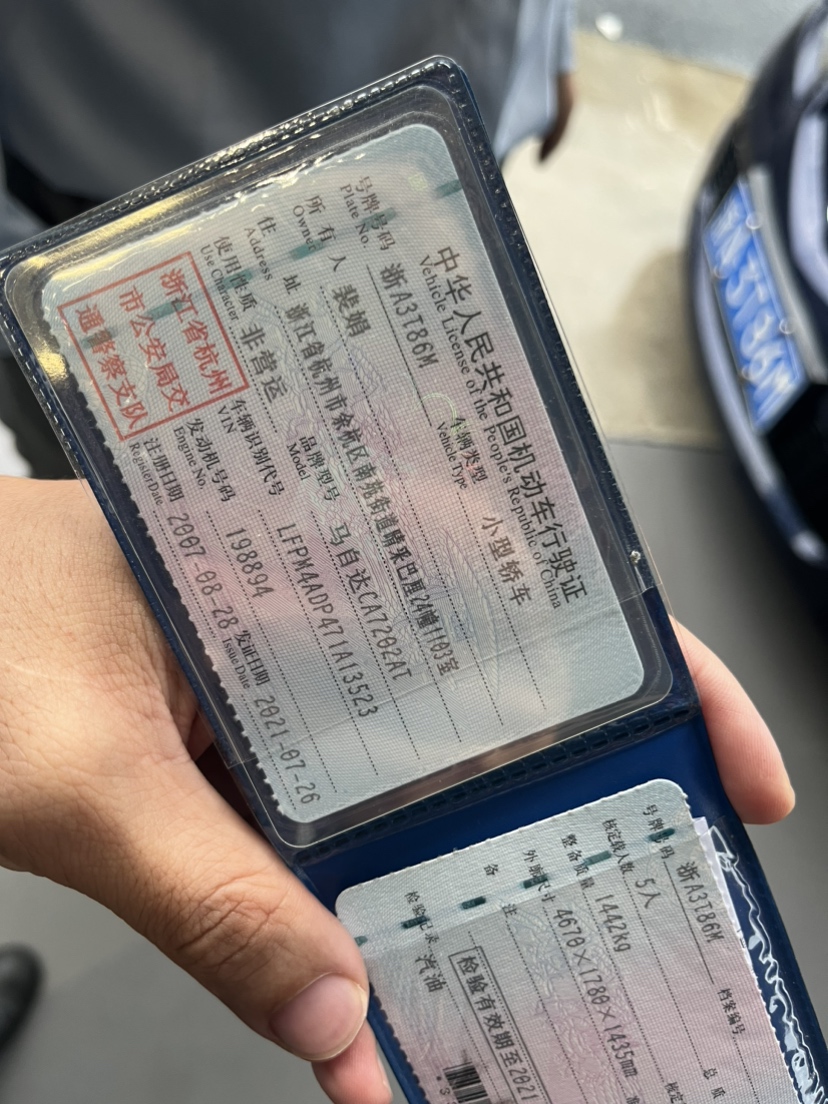 中华人民共和国机动车行驶证
Vehicle License of the People's Republic of China
号牌号码 浙A3T86M 车辆类型 小型轿车
Plate No. Vehicle Type
所有人 裴娟
Owner
住址 浙江省杭州市余杭区南苑街道晴采巴厘24幢1103室
Address
使用性质 非营运 品牌型号 马自达CA7202AT
Use Character Model
浙江省杭州
市公安局交
通警察支队
车辆识别代号 LFPM4ADP471A13523
VIN
发动机号码 198894
Engine No.
注册日期 2007-08-28 发证日期 2021-07-26
Register Date Issue Date
号牌号码 浙A3T86M 档案编号
核定载人数 5人 总质
整备质量 1442kg 核定
外廓尺寸 4670×1780×1435mm
备注
检验有效期至2021
检验记录 汽油
3T86M